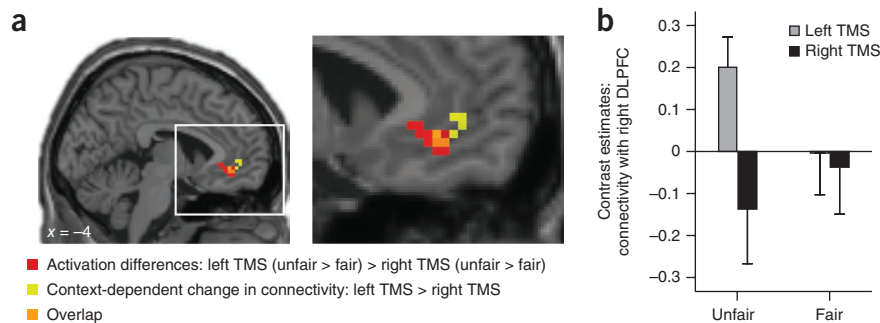 a
x = –4
Activation differences: left TMS (unfair > fair) > right TMS (unfair > fair)
Context-dependent change in connectivity: left TMS > right TMS
Overlap
b
Contrast estimates:
connectivity with right DLPFC
0.3
0.2
0.1
0
–0.1
–0.2
–0.3
Left TMS
Right TMS
Unfair
Fair